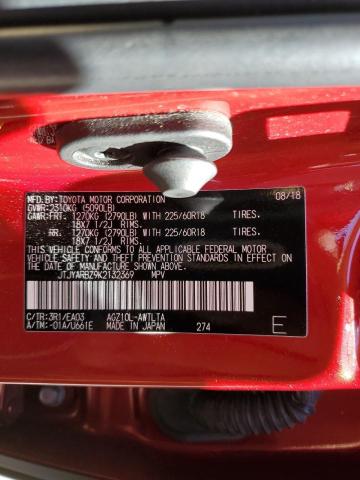 MFD.BY:TOYOTA MOTOR CORPORATION 08/18
GVWR:2310KG (5090LB)
GAWR:FRT. 1270KG (2790LB) WITH 225/60R18 TIRES.
18X7 1/2J RIMS.
RR. 1270KG (2790LB) WITH 225/60R18 TIRES.
18X7 1/2J RIMS.
THIS VEHICLE CONFORMS TO ALL APPLICABLE FEDERAL MOTOR VEHICLE
SAFETY AND BUMPER STANDARDS IN EFFECT ON THE DATE OF
MANUFACTURE SHOWN ABOVE.
JTJYARBZ9K2132369 MPV
C/TR:3R1/EA03 AGZ10L-AWTLTA
A/TM:-01A/U661E MADE IN JAPAN 274 E